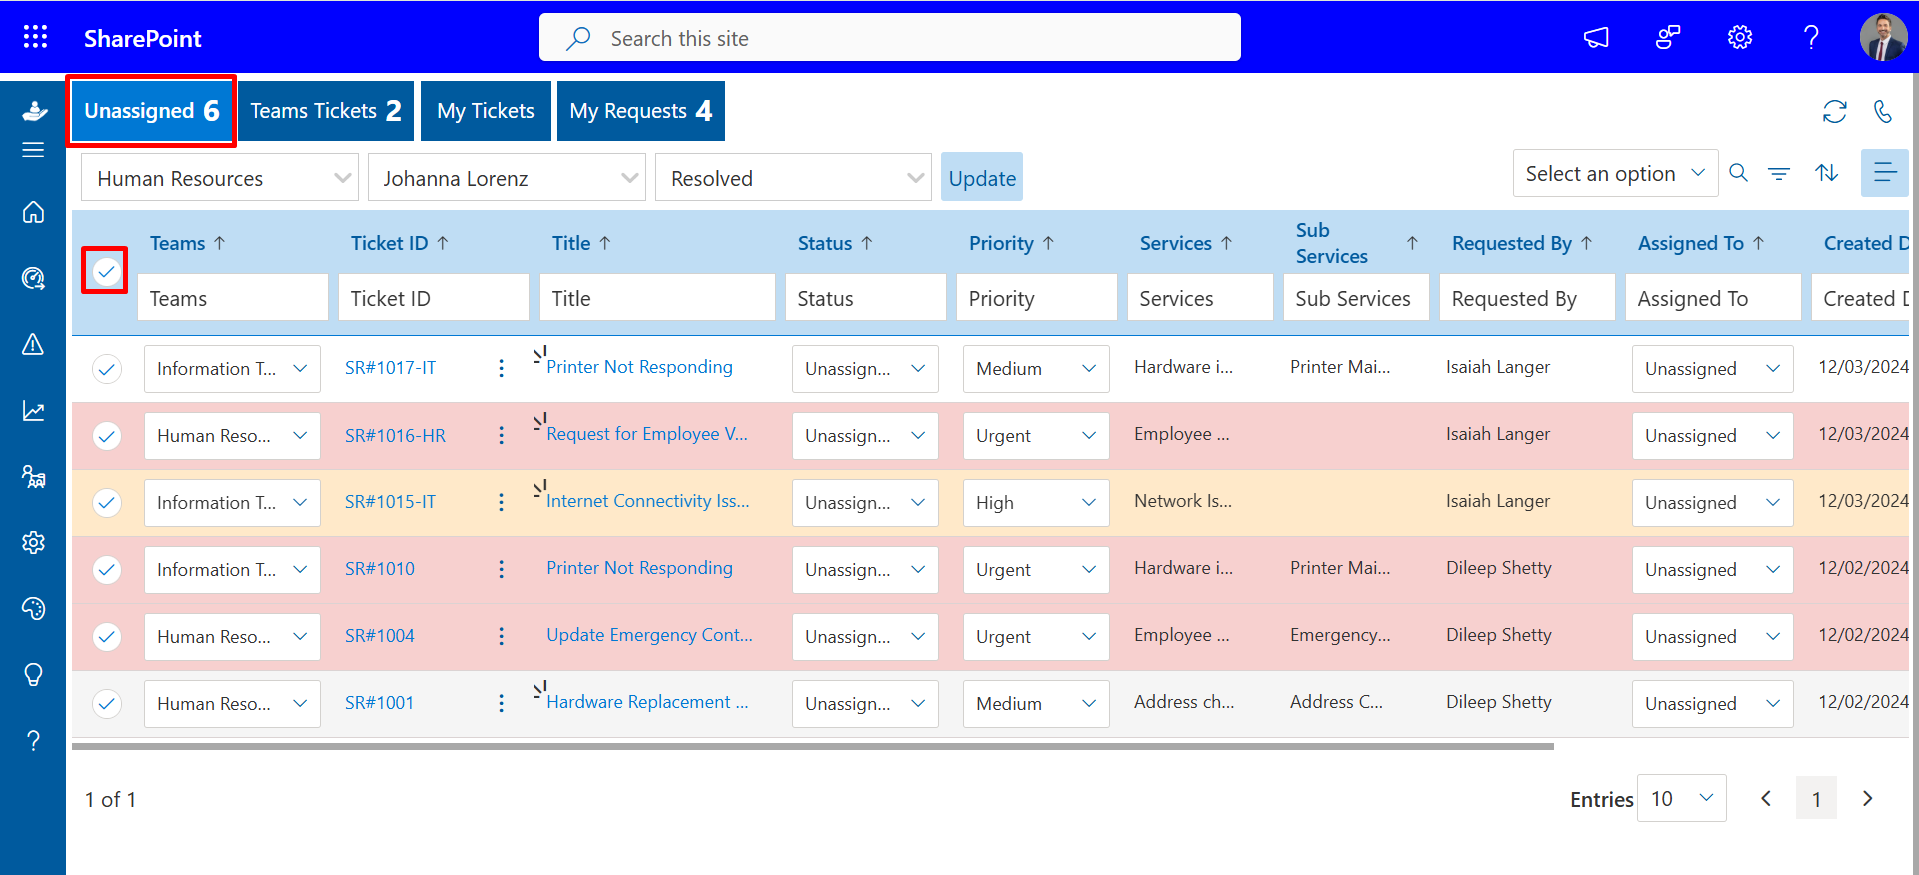 SharePoint
Search this site
Unassigned 6
Teams Tickets 2
My Tickets
My Requests 4
Human Resources
Johanna Lorenz
Resolved
Update
Select an option
Teams Ticket ID Title Status Priority Services Sub Services Requested By Assigned To Created D
Teams Ticket ID Title Status Priority Services Sub Services Requested By Assigned To Created D
Information T... SR#1017-IT Printer Not Responding Unassign... Medium Hardware i... Printer Mai... Isaiah Langer Unassigned 12/03/2024
Human Reso... SR#1016-HR Request for Employee V... Unassign... Urgent Employee ... Isaiah Langer Unassigned 12/03/2024
Information T... SR#1015-IT Internet Connectivity Iss... Unassign... High Network Is... Isaiah Langer Unassigned 12/03/2024
Information T... SR#1010 Printer Not Responding Unassign... Urgent Hardware i... Printer Mai... Dileep Shetty Unassigned 12/02/2024
Human Reso... SR#1004 Update Emergency Cont... Unassign... Urgent Employee ... Emergency... Dileep Shetty Unassigned 12/02/2024
Human Reso... SR#1001 Hardware Replacement ... Unassign... Medium Address ch... Address C... Dileep Shetty Unassigned 12/02/2024
1 of 1
Entries 10
1